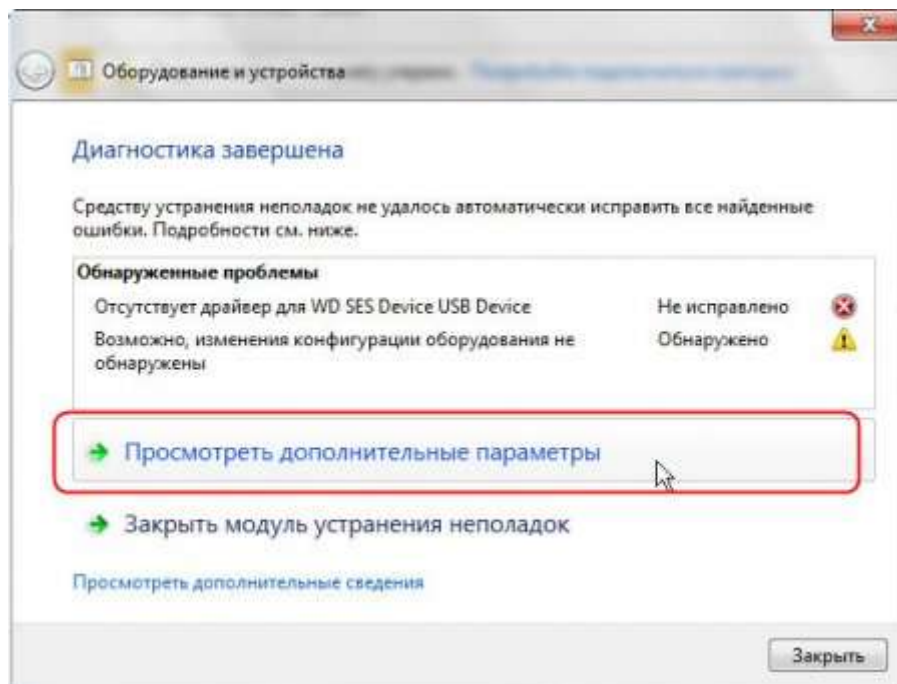 Оборудование и устройства
Диагностика завершена
Средству устранения неполадок не удалось автоматически исправить все найденные
ошибки. Подробности см. ниже.
Обнаруженные проблемы
Отсутствует драйвер для WD SES Device USB Device Не исправлено
Возможно, изменения конфигурации оборудования не Обнаружено
обнаружены
Просмотреть дополнительные параметры
Закрыть модуль устранения неполадок
Просмотреть дополнительные сведения
Закрыть